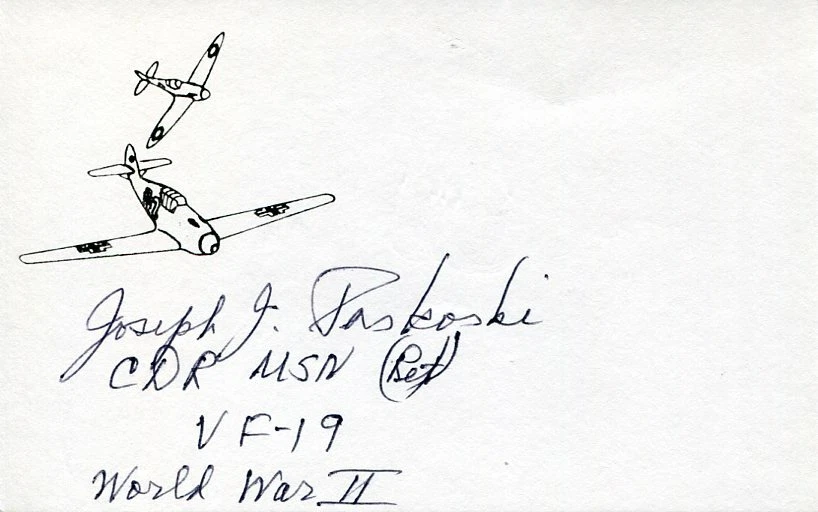 Joseph J. Paskoski
CDR USN (Ret)
VF-19
World War II